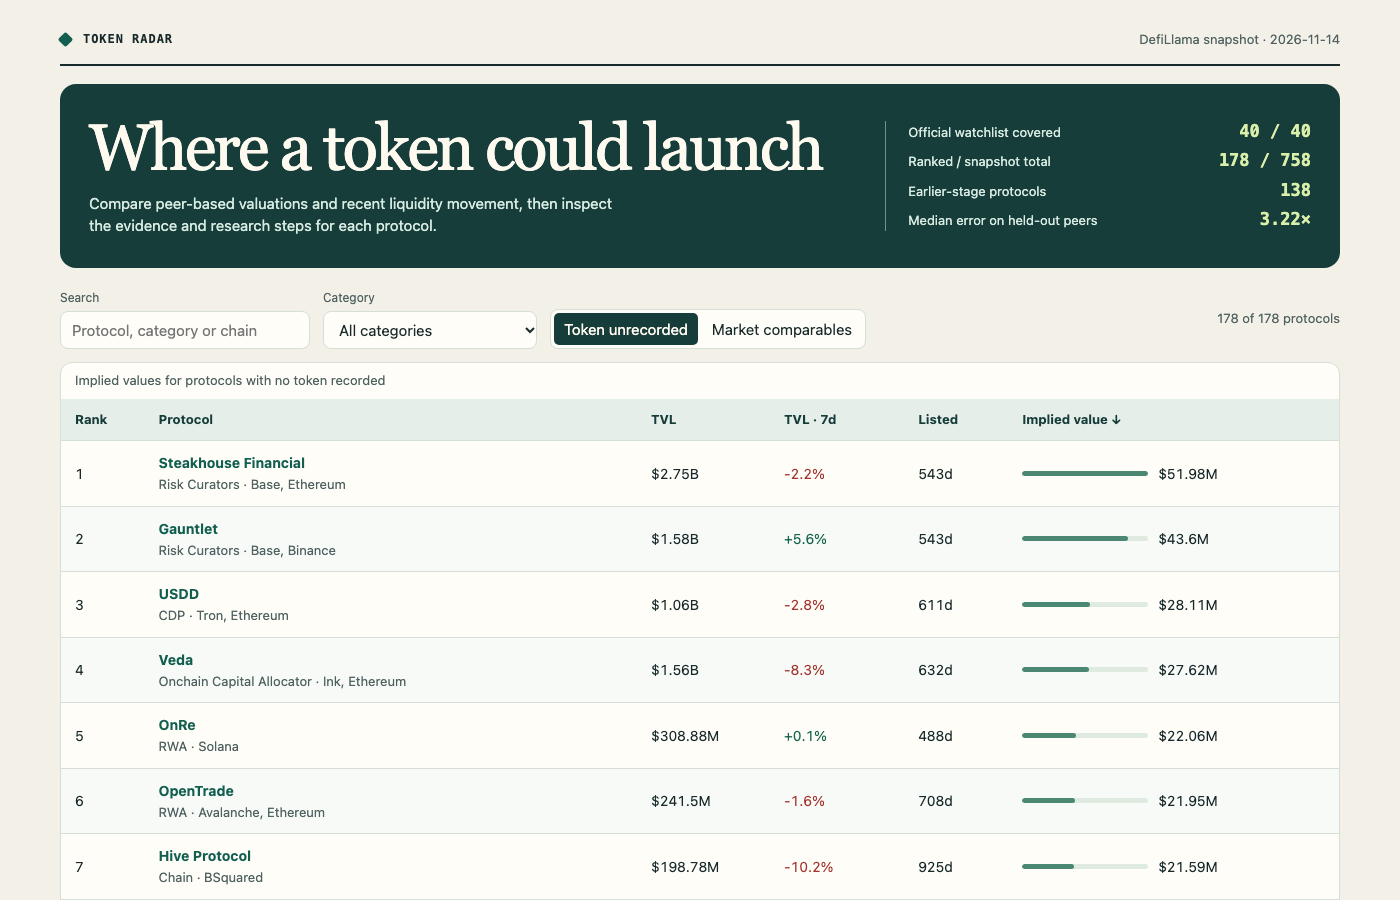 TOKEN RADAR
DefiLlama snapshot · 2026-11-14
Where a token could launch
Compare peer-based valuations and recent liquidity movement, then inspect
the evidence and research steps for each protocol.
Official watchlist covered 40 / 40
Ranked / snapshot total 178 / 758
Earlier-stage protocols 138
Median error on held-out peers 3.22×
Search
Category
Protocol, category or chain
All categories
Token unrecorded
Market comparables
178 of 178 protocols
Implied values for protocols with no token recorded
Rank Protocol TVL TVL · 7d Listed Implied value ↓
1 Steakhouse Financial $2.75B -2.2% 543d $51.98M
Risk Curators · Base, Ethereum
2 Gauntlet $1.58B +5.6% 543d $43.6M
Risk Curators · Base, Binance
3 USDD $1.06B -2.8% 611d $28.11M
CDP · Tron, Ethereum
4 Veda $1.56B -8.3% 632d $27.62M
Onchain Capital Allocator · Ink, Ethereum
5 OnRe $308.88M +0.1% 488d $22.06M
RWA · Solana
6 OpenTrade $241.5M -1.6% 708d $21.95M
RWA · Avalanche, Ethereum
7 Hive Protocol $198.78M -10.2% 925d $21.59M
Chain · BSquared